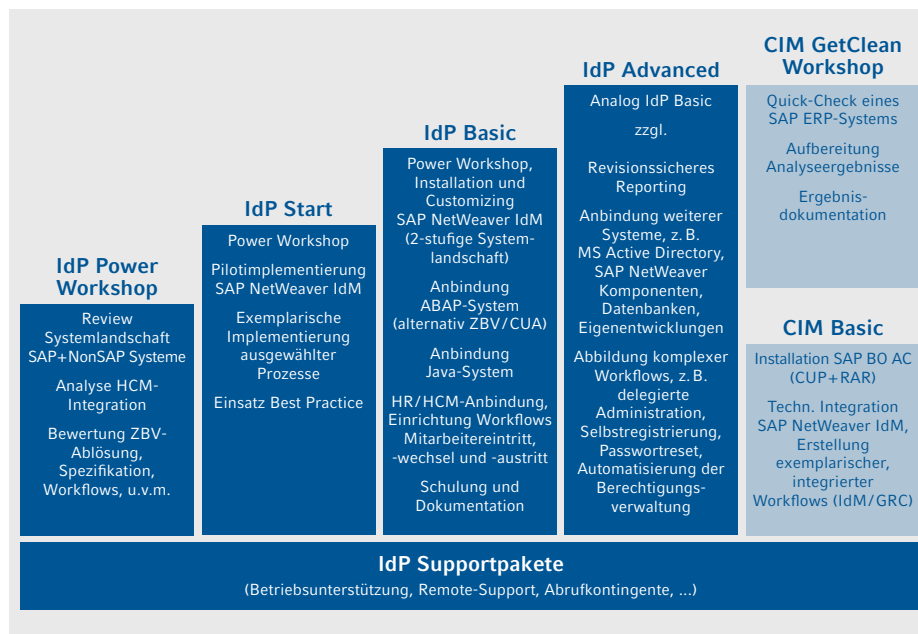 IdP Power
Workshop
Review
Systemlandschaft
SAP+NonSAP Systeme
Analyse HCM-
Integration
Bewertung ZBV-
Ablösung,
Spezifikation,
Workflows, u.v.m.
IdP Start
Power Workshop
Pilotimplementierung
SAP NetWeaver IdM
Exemplarische
Implementierung
ausgewählter
Prozesse
Einsatz Best Practice
IdP Basic
Power Workshop,
Installation und
Customizing
SAP NetWeaver IdM
(2-stufige System-
landschaft)
Anbindung
ABAP-System
(alternativ ZBV/CUA)
Anbindung
Java-System
HR/HCM-Anbindung,
Einrichtung Workflows
Mitarbeitereintritt,
-wechsel und -austritt
Schulung und
Dokumentation
IdP Advanced
Analog IdP Basic
zzgl.
Revisionssicheres
Reporting
Anbindung weiterer
Systeme, z. B.
MS Active Directory,
SAP NetWeaver
Komponenten,
Datenbanken,
Eigenentwicklungen
Abbildung komplexer
Workflows, z. B.
delegierte
Administration,
Selbstregistrierung,
Passwortreset,
Automatisierung der
Berechtigungs-
verwaltung
CIM GetClean
Workshop
Quick-Check eines
SAP ERP-Systems
Aufbereitung
Analyseergebnisse
Ergebnis-
dokumentation
CIM Basic
Installation SAP BO AC
(CUP+RAR)
Techn. Integration
SAP NetWeaver IdM,
Erstellung
exemplarischer,
integrierter
Workflows (IdM/GRC)
IdP Supportpakete
(Betriebsunterstützung, Remote-Support, Abrufkontingente, ...)